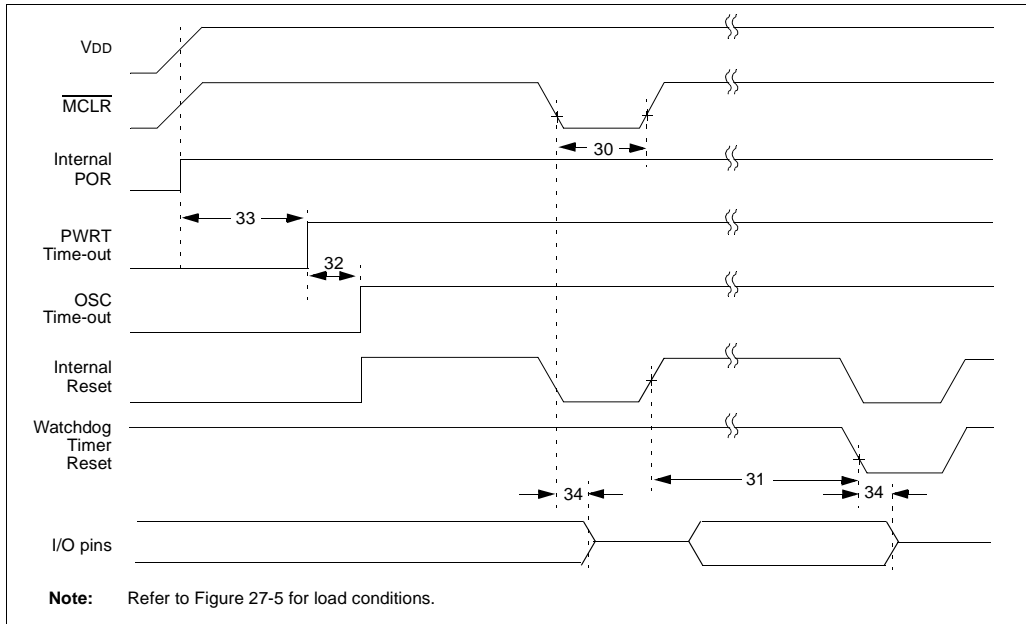 VDD
MCLR
30
Internal
POR
33
PWRT
Time-out
32
OSC
Time-out
Internal
Reset
Watchdog
Timer
Reset
31
34
34
I/O pins
Note: Refer to Figure 27-5 for load conditions.